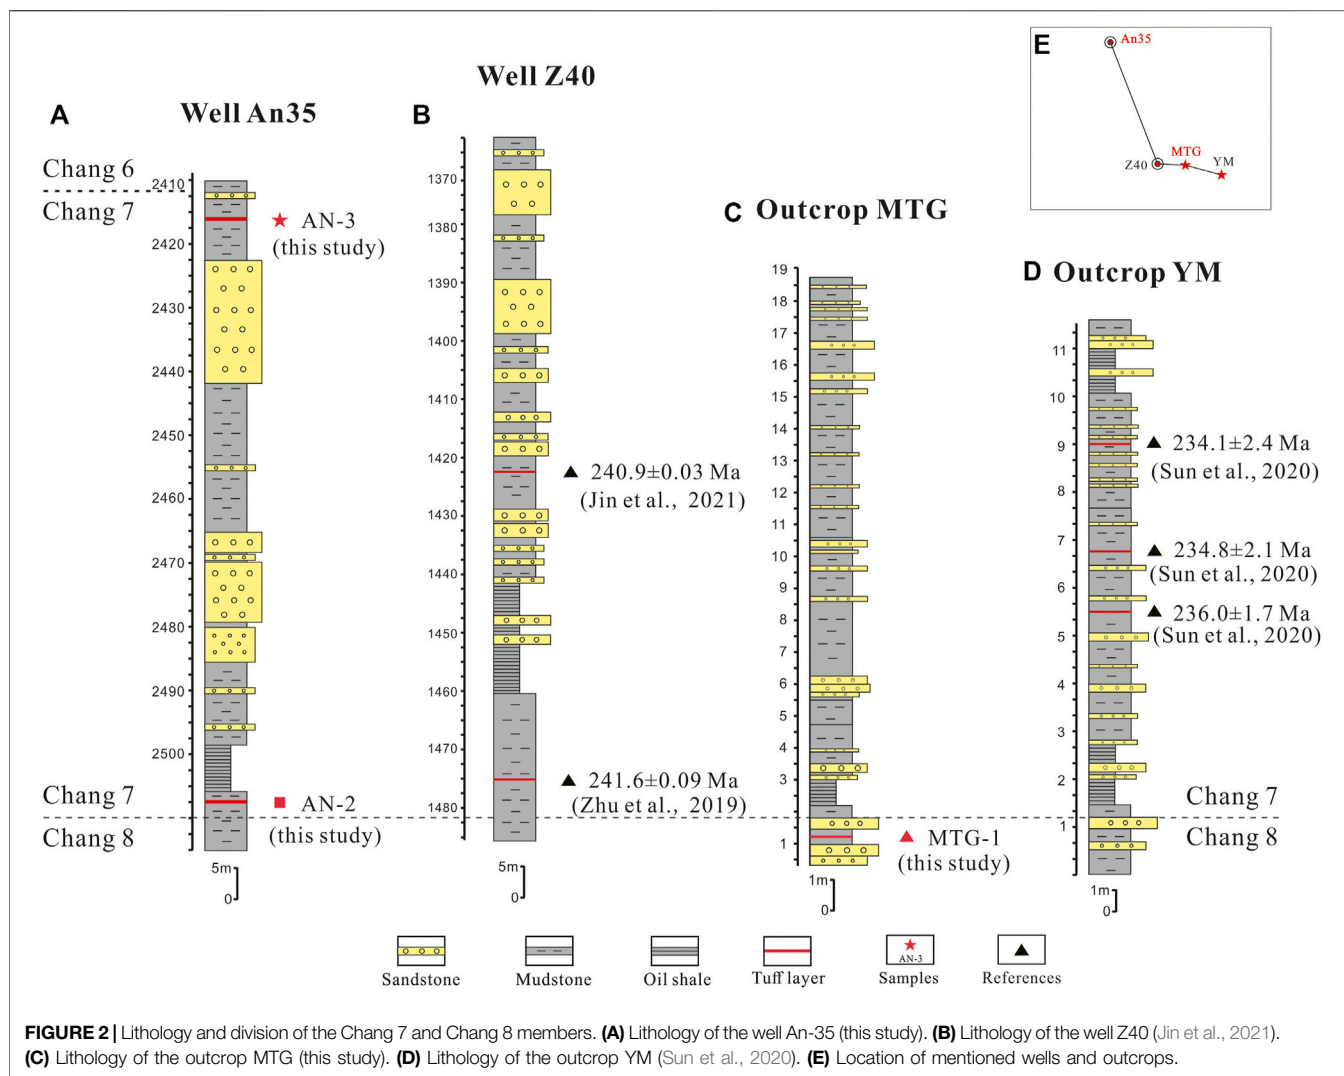 A
Well An35
Chang 6
Chang 7
2410
2420
2430
2440
2450
2460
2470
2480
2490
2500
AN-3
(this study)
Chang 7
Chang 8
AN-2
(this study)
5m
0
B
Well Z40
1370
1380
1390
1400
1410
1420
1430
1440
1450
1460
1470
1480
240.9±0.03 Ma
(Jin et al., 2021)
241.6±0.09 Ma
(Zhu et al., 2019)
5m
0
C
Outcrop MTG
19
18
17
16
15
14
13
12
11
10
9
8
7
6
5
4
3
2
1
MTG-1
(this study)
1m
0
D
Outcrop YM
11
10
9
8
7
6
5
4
3
2
1
234.1±2.4 Ma
(Sun et al., 2020)
234.8±2.1 Ma
(Sun et al., 2020)
236.0±1.7 Ma
(Sun et al., 2020)
Chang 7
Chang 8
1m
0
E
An35
Z40
MTG
YM
Sandstone
Mudstone
Oil shale
Tuff layer
AN-3
Samples
References
FIGURE 2 | Lithology and division of the Chang 7 and Chang 8 members. (A) Lithology of the well An-35 (this study). (B) Lithology of the well Z40 (Jin et al., 2021).
(C) Lithology of the outcrop MTG (this study). (D) Lithology of the outcrop YM (Sun et al., 2020). (E) Location of mentioned wells and outcrops.